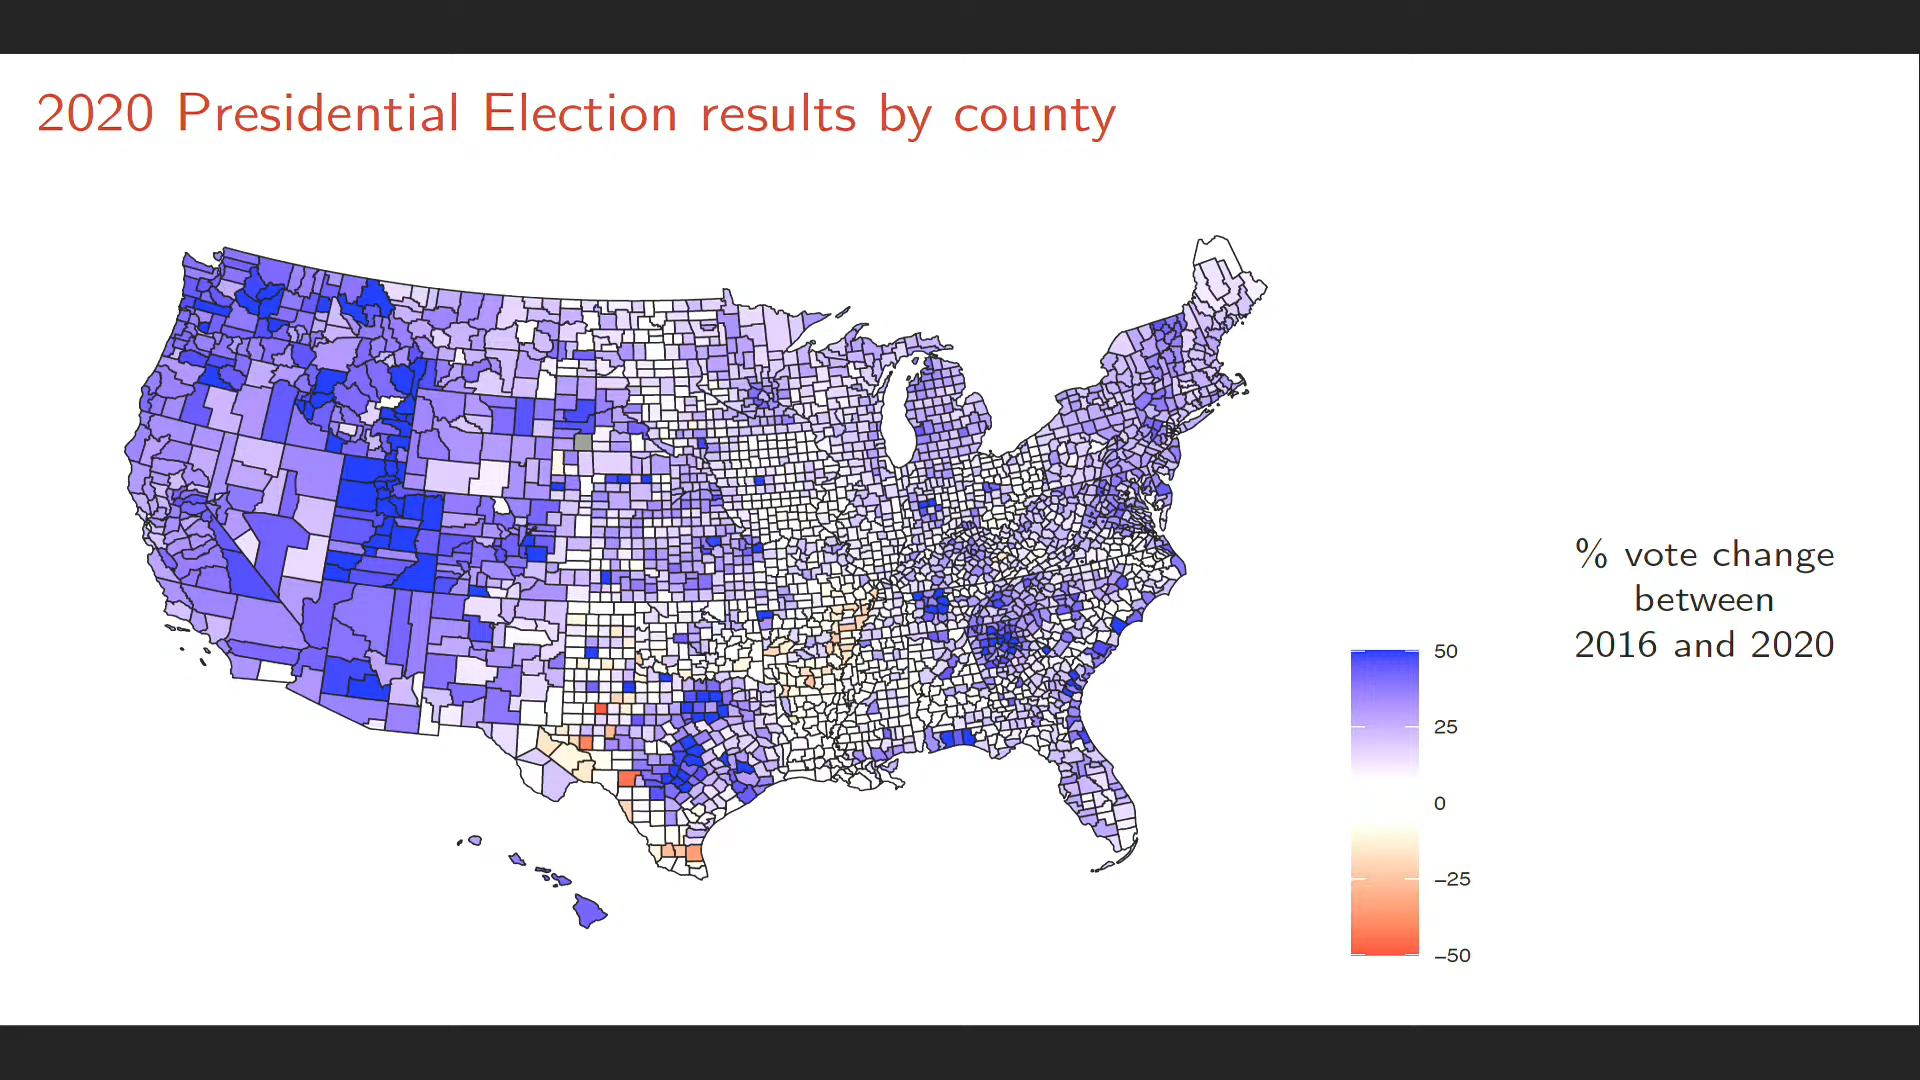 2020 Presidential Election results by county
% vote change
between
2016 and 2020
50
25
0
−25
−50